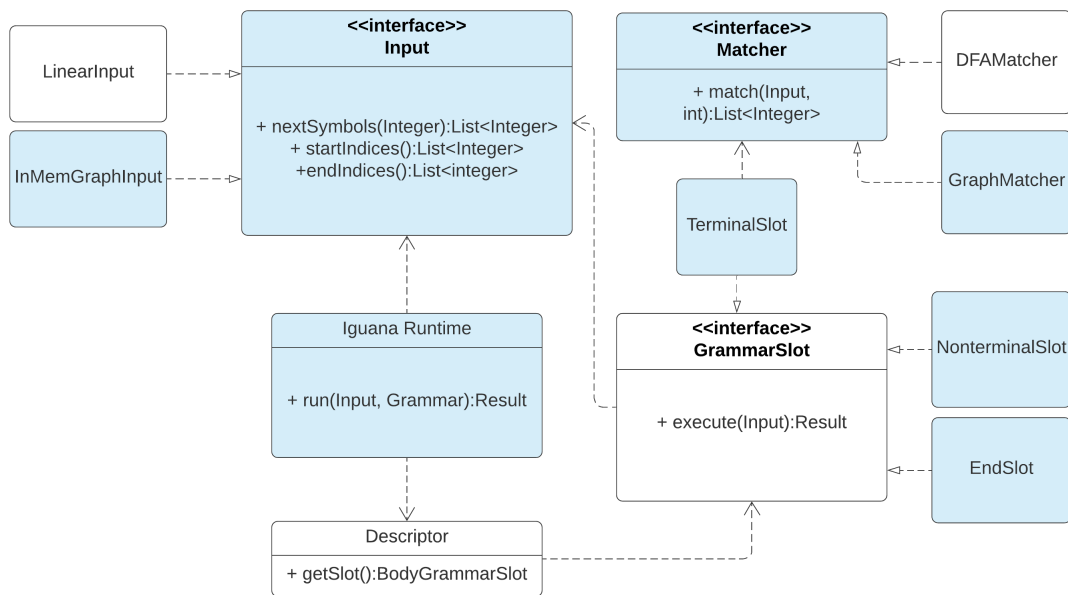 <<interface>>
Input
+ nextSymbols(Integer):List<Integer>
+ startIndices():List<Integer>
+endIndices():List<integer>
LinearInput
InMemGraphInput
<<interface>>
Matcher
+ match(Input,
int):List<Integer>
DFAMatcher
GraphMatcher
TerminalSlot
Iguana Runtime
+ run(Input, Grammar):Result
<<interface>>
GrammarSlot
+ execute(Input):Result
NonterminalSlot
EndSlot
Descriptor
+ getSlot():BodyGrammarSlot